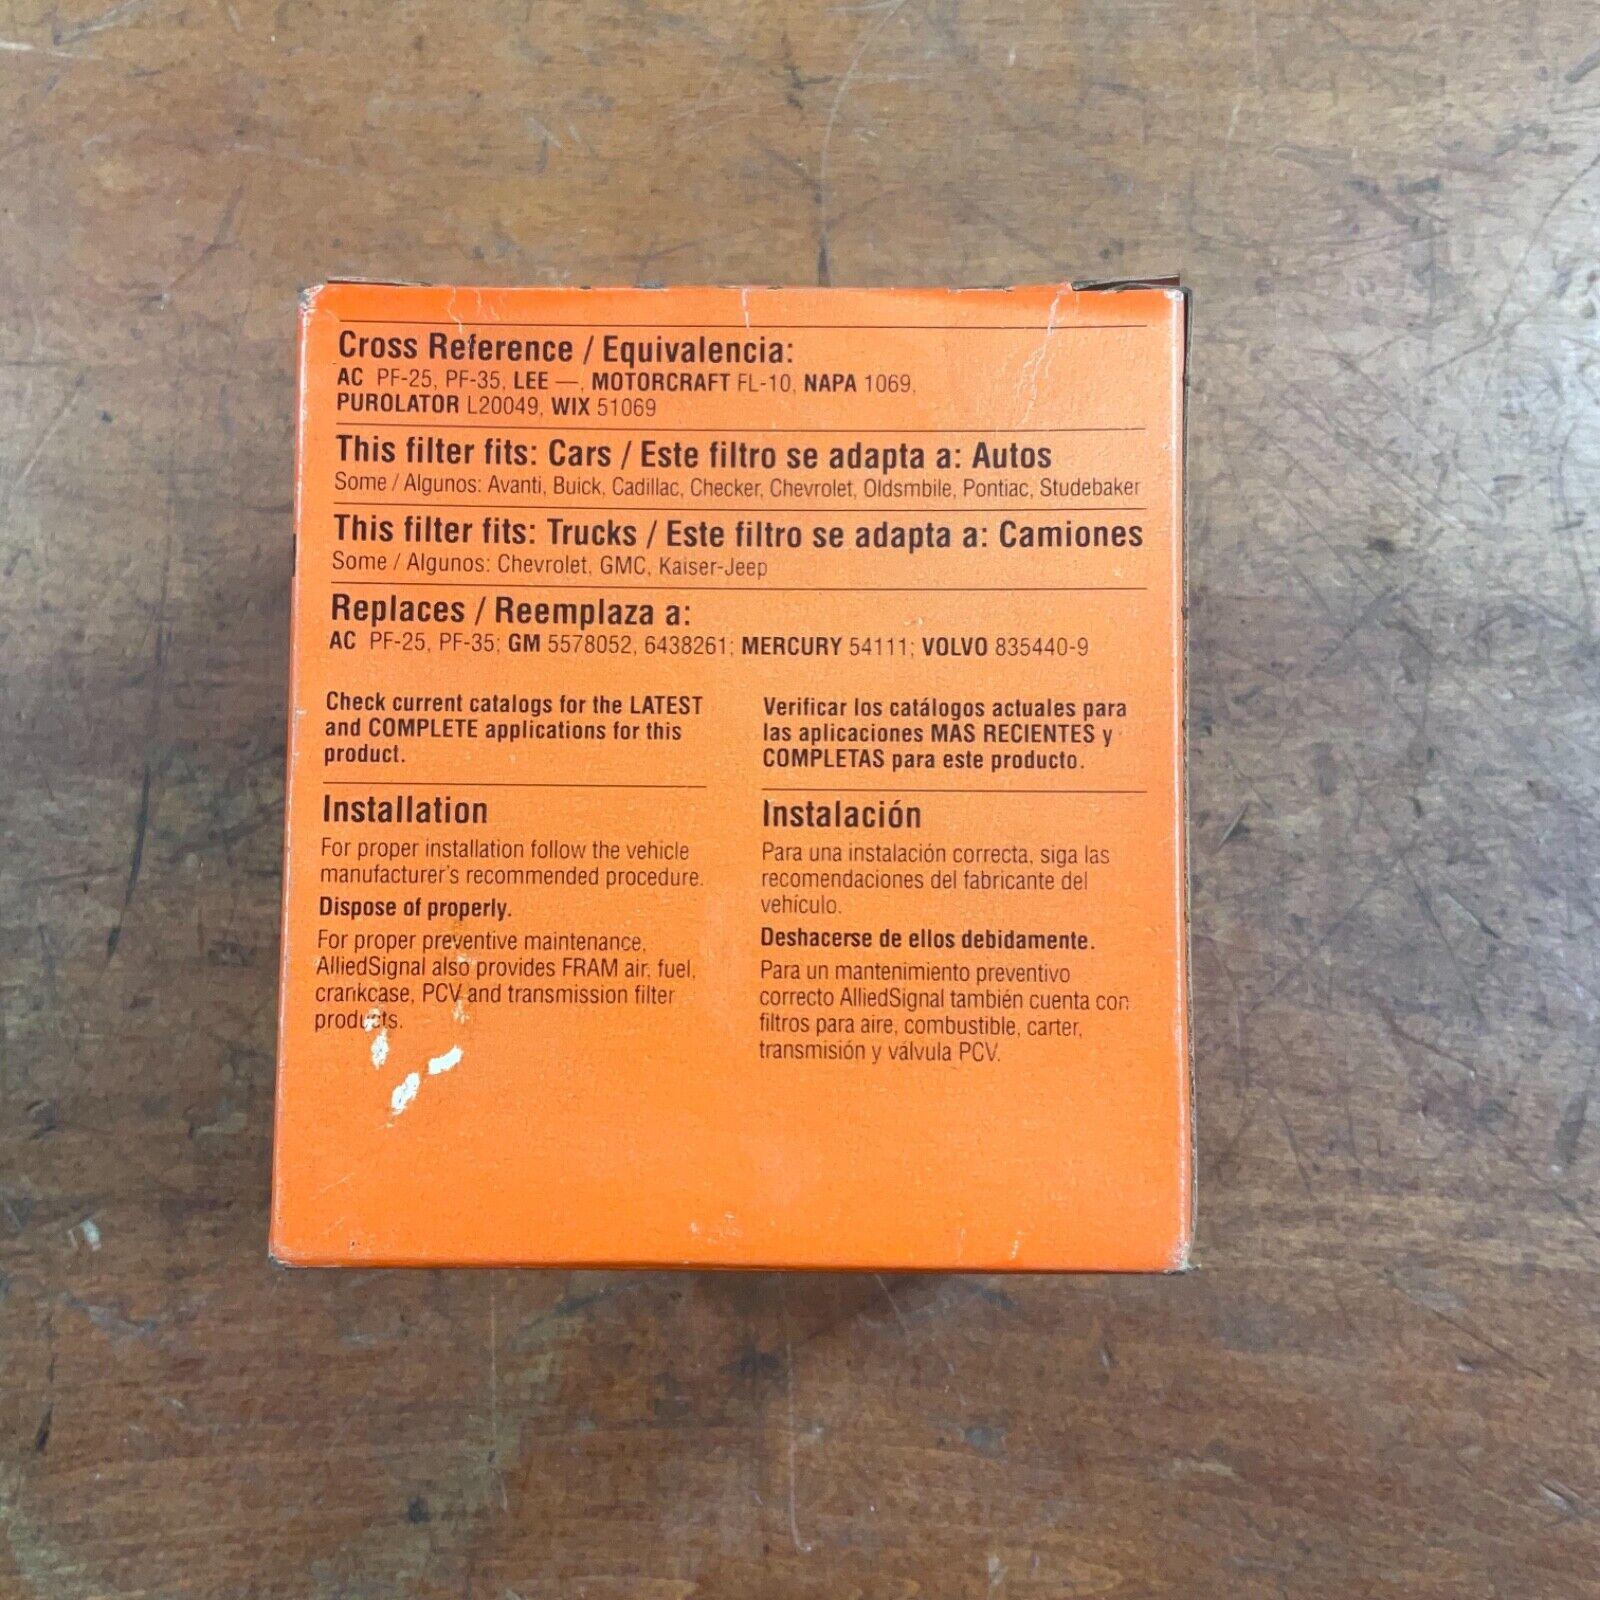 Cross Reference / Equivalencia:
AC PF-25, PF-35, LEE —, MOTORCRAFT FL-10, NAPA 1069,
PUROLATOR L20049, WIX 51069
This filter fits: Cars / Este filtro se adapta a: Autos
Some / Algunos: Avanti, Buick, Cadillac, Checker, Chevrolet, Oldsmbile, Pontiac, Studebaker
This filter fits: Trucks / Este filtro se adapta a: Camiones
Some / Algunos: Chevrolet, GMC, Kaiser-Jeep
Replaces / Reemplaza a:
AC PF-25, PF-35; GM 5578052, 6438261; MERCURY 54111; VOLVO 835440-9
Check current catalogs for the LATEST
and COMPLETE applications for this
product.
Installation
For proper installation follow the vehicle
manufacturer's recommended procedure.
Dispose of properly.
For proper preventive maintenance,
AlliedSignal also provides FRAM air, fuel,
crankcase, PCV and transmission filter
products.
Verificar los catálogos actuales para
las aplicaciones MAS RECIENTES y
COMPLETAS para este producto.
Instalación
Para una instalación correcta, siga las
recomendaciones del fabricante del
vehículo.
Deshacerse de ellos debidamente.
Para un mantenimiento preventivo
correcto AlliedSignal también cuenta con
filtros para aire, combustible, carter,
transmisión y válvula PCV.